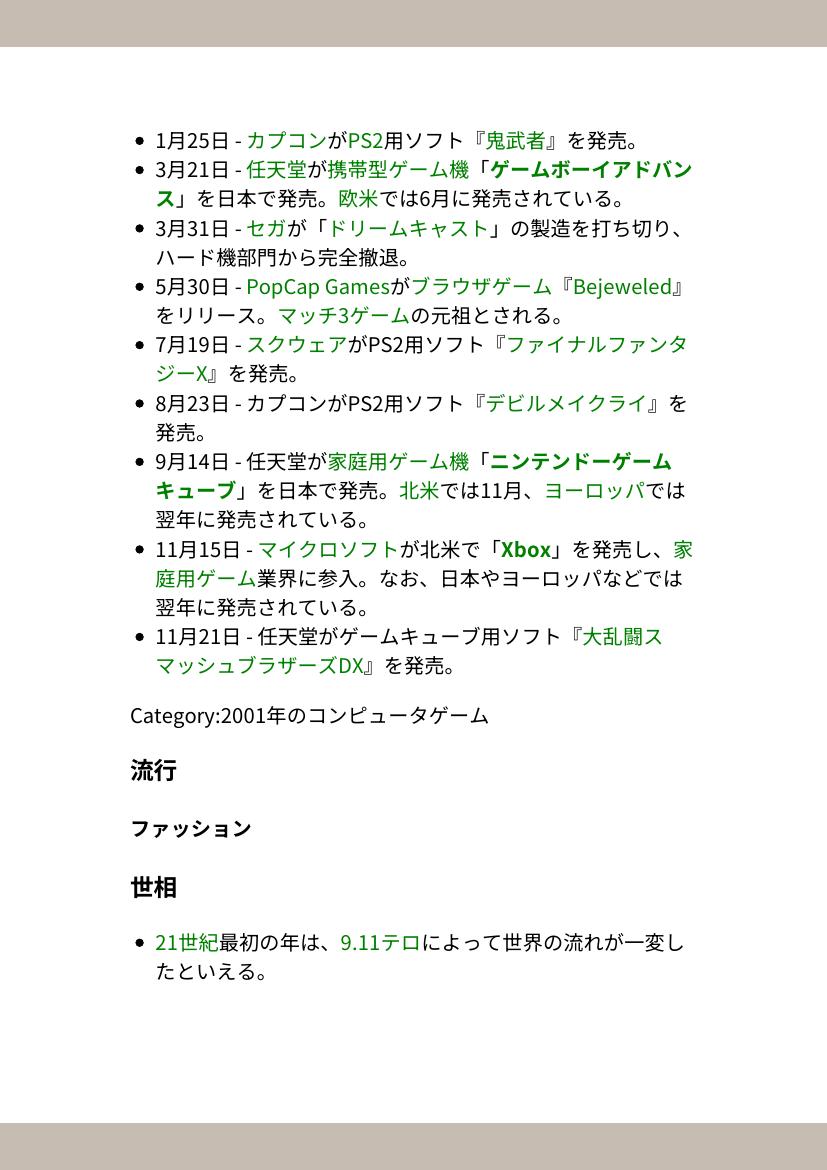 1月25日 - カプコンがPS2用ソフト『鬼武者』を発売。
3月21日 - 任天堂が携帯型ゲーム機「ゲームボーイアドバン
ス」を日本で発売。欧米では6月に発売されている。
3月31日 - セガが「ドリームキャスト」の製造を打ち切り、
ハード機部門から完全撤退。
5月30日 - PopCap Gamesがブラウザゲーム『Bejeweled』
をリリース。マッチ3ゲームの元祖とされる。
7月19日 - スクウェアがPS2用ソフト『ファイナルファンタ
ジーX』を発売。
8月23日 - カプコンがPS2用ソフト『デビルメイクライ』を
発売。
9月14日 - 任天堂が家庭用ゲーム機「ニンテンドーゲーム
キューブ」を日本で発売。北米では11月、ヨーロッパでは
翌年に発売されている。
11月15日 - マイクロソフトが北米で「Xbox」を発売し、家
庭用ゲーム業界に参入。なお、日本やヨーロッパなどでは
翌年に発売されている。
11月21日 - 任天堂がゲームキューブ用ソフト『大乱闘ス
マッシュブラザーズDX』を発売。
Category:2001年のコンピュータゲーム
流行
ファッション
世相
21世紀最初の年は、9.11テロによって世界の流れが一変し
たといえる。